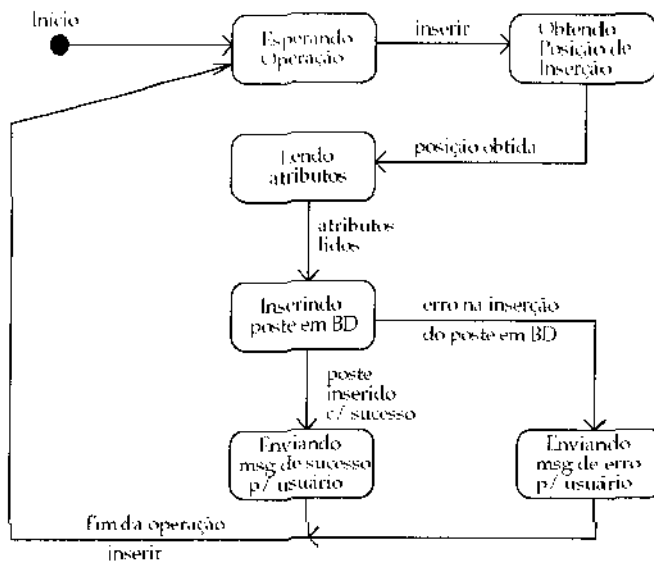 Início
Esperando
Operação
inserir
Obtendo
Posição de
Inserção
posição obtida
Lendo
atributos
atributos
lidos
Inserindo
poste em BD
erro na inserção
do poste em BD
poste
inserido
c/ sucesso
Enviando
msg de sucesso
p/ usuário
Enviando
msg de erro
p/ usuário
fim da operação
inserir